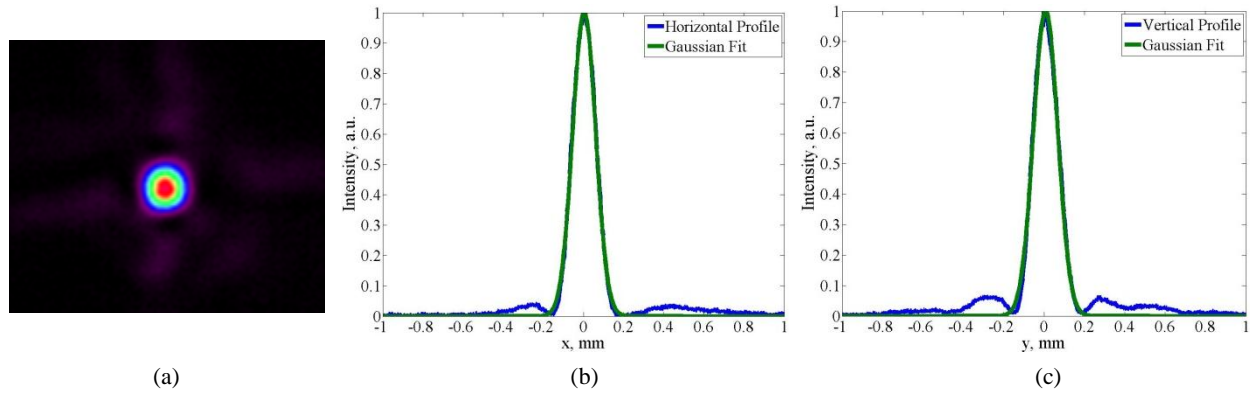 Horizontal Profile
Gaussian Fit
Intensity, a.u.
1
0.9
0.8
0.7
0.6
0.5
0.4
0.3
0.2
0.1
0
-1 -0.8 -0.6 -0.4 -0.2 0 0.2 0.4 0.6 0.8 1
x, mm
Vertical Profile
Gaussian Fit
Intensity, a.u.
1
0.9
0.8
0.7
0.6
0.5
0.4
0.3
0.2
0.1
0
-1 -0.8 -0.6 -0.4 -0.2 0 0.2 0.4 0.6 0.8 1
y, mm
(a) (b) (c)